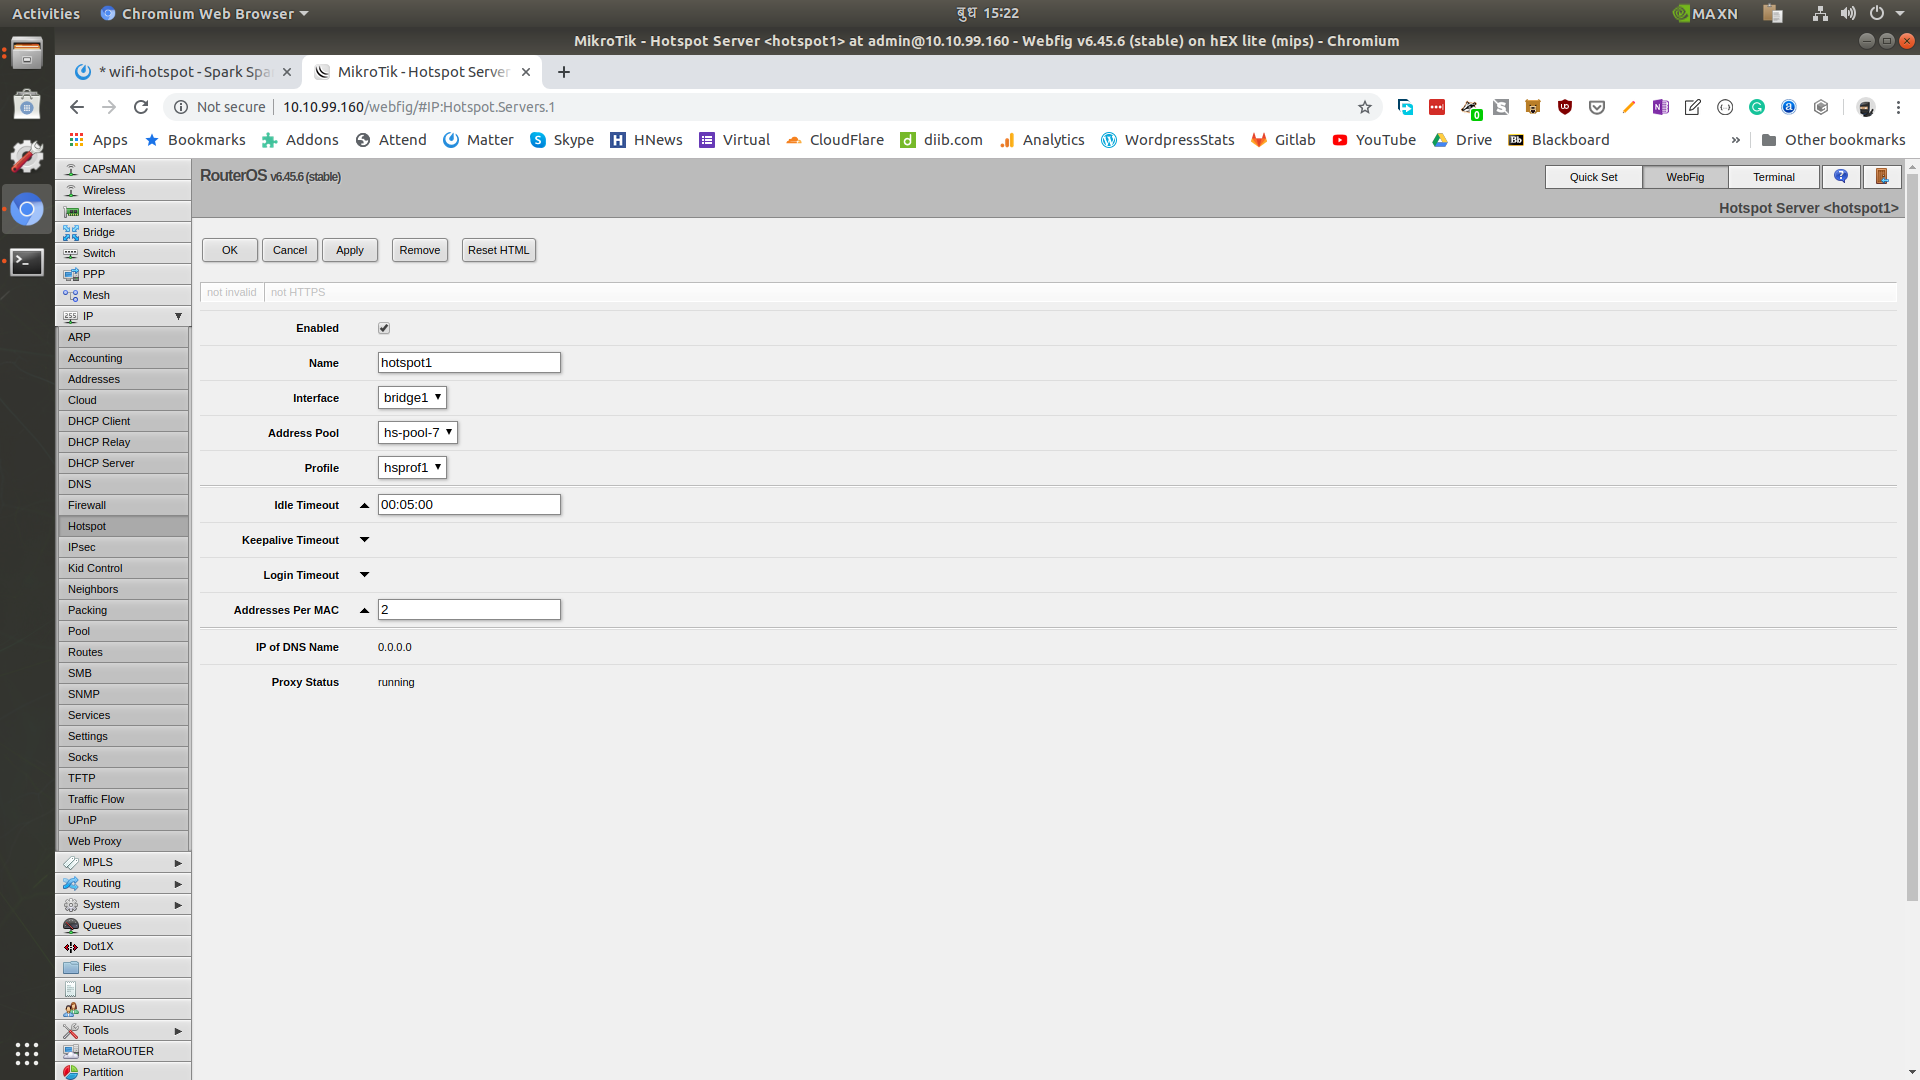 Activities Chromium Web Browser बुध 15:22 MAXN
MikroTik - Hotspot Server <hotspot1> at admin@10.10.99.160 - Webfig v6.45.6 (stable) on hEX lite (mips) - Chromium
* wifi-hotspot - Spark Spa MikroTik - Hotspot Server
Not secure 10.10.99.160/webfig/#IP:Hotspot.Servers.1
Apps Bookmarks Addons Attend Matter Skype HNews Virtual CloudFlare diib.com Analytics WordpressStats Gitlab YouTube Drive Blackboard » Other bookmarks
RouterOS v6.45.6 (stable)
Quick Set WebFig Terminal
Hotspot Server <hotspot1>
CAPsMAN
Wireless
Interfaces
Bridge
Switch
PPP
Mesh
IP
ARP
Accounting
Addresses
Cloud
DHCP Client
DHCP Relay
DHCP Server
DNS
Firewall
Hotspot
IPsec
Kid Control
Neighbors
Packing
Pool
Routes
SMB
SNMP
Services
Settings
Socks
TFTP
Traffic Flow
UPnP
Web Proxy
MPLS
Routing
System
Queues
Dot1X
Files
Log
RADIUS
Tools
MetaROUTER
Partition
OK Cancel Apply Remove Reset HTML
not invalid not HTTPS
Enabled
Name hotspot1
Interface bridge1
Address Pool hs-pool-7
Profile hsprof1
Idle Timeout 00:05:00
Keepalive Timeout
Login Timeout
Addresses Per MAC 2
IP of DNS Name 0.0.0.0
Proxy Status running